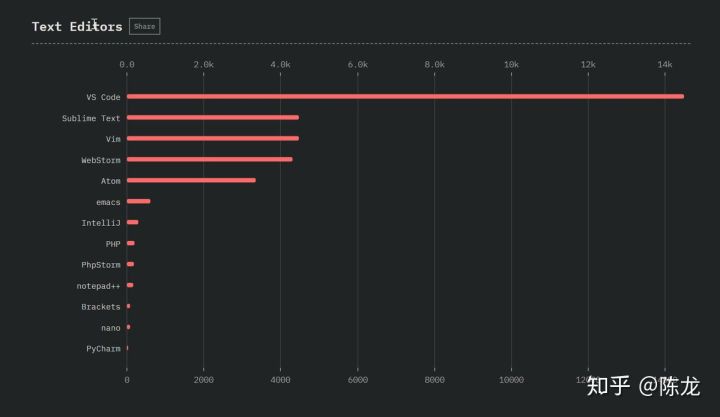 Text Editors Share
0.0 2.0k 4.0k 6.0k 8.0k 10k 12k 14k
VS Code
Sublime Text
Vim
WebStorm
Atom
emacs
IntelliJ
PHP
PhpStorm
notepad++
Brackets
nano
PyCharm
0 2000 4000 6000 8000 10000
知乎 @陈龙